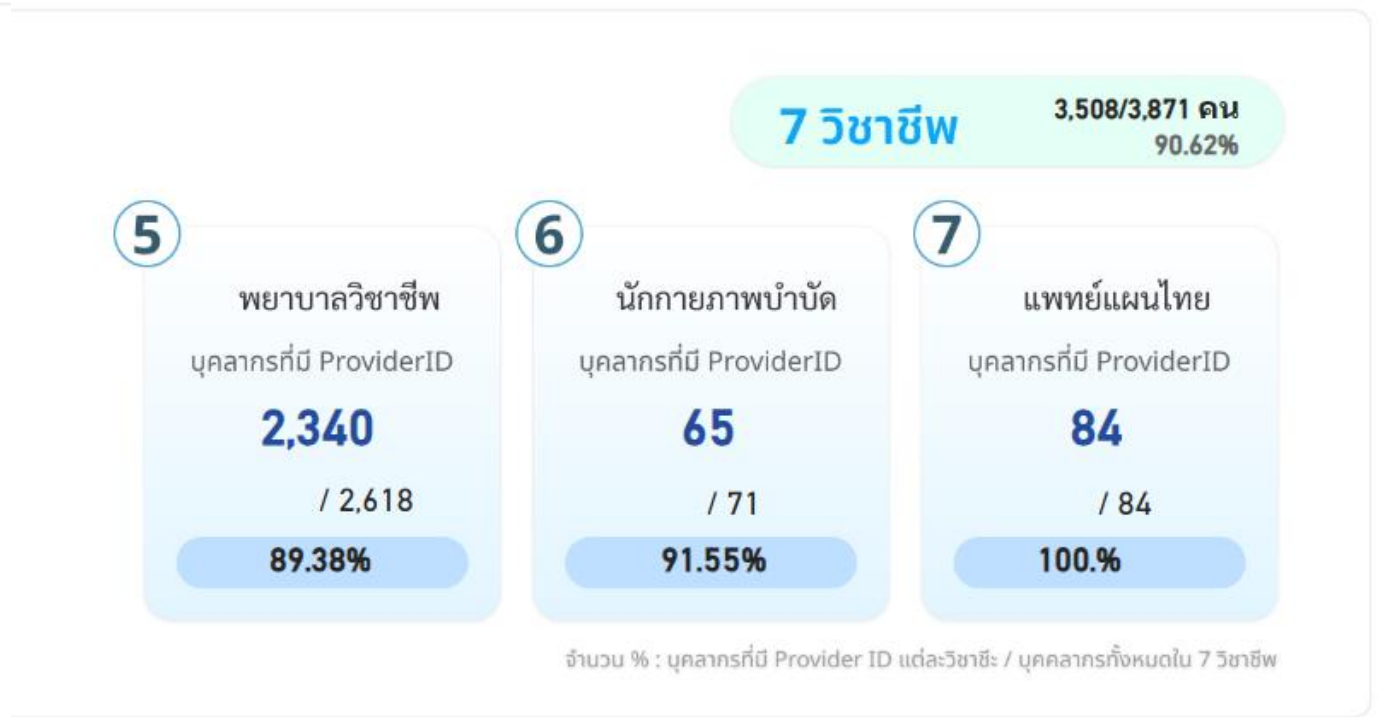 7 วิชาชีพ
3,508/3,871 คน
90.62%
5
พยาบาลวิชาชีพ
บุคลากรที่มี ProviderID
2,340
/ 2,618
89.38%
6
นักกายภาพบำบัด
บุคลากรที่มี ProviderID
65
/ 71
91.55%
7
แพทย์แผนไทย
บุคลากรที่มี ProviderID
84
/ 84
100.%
จำนวน % : บุคลากรที่มี Provider ID แต่ละวิชาชีะ / บุคคลากรทั้งหมดใน 7 วิชาชีพ